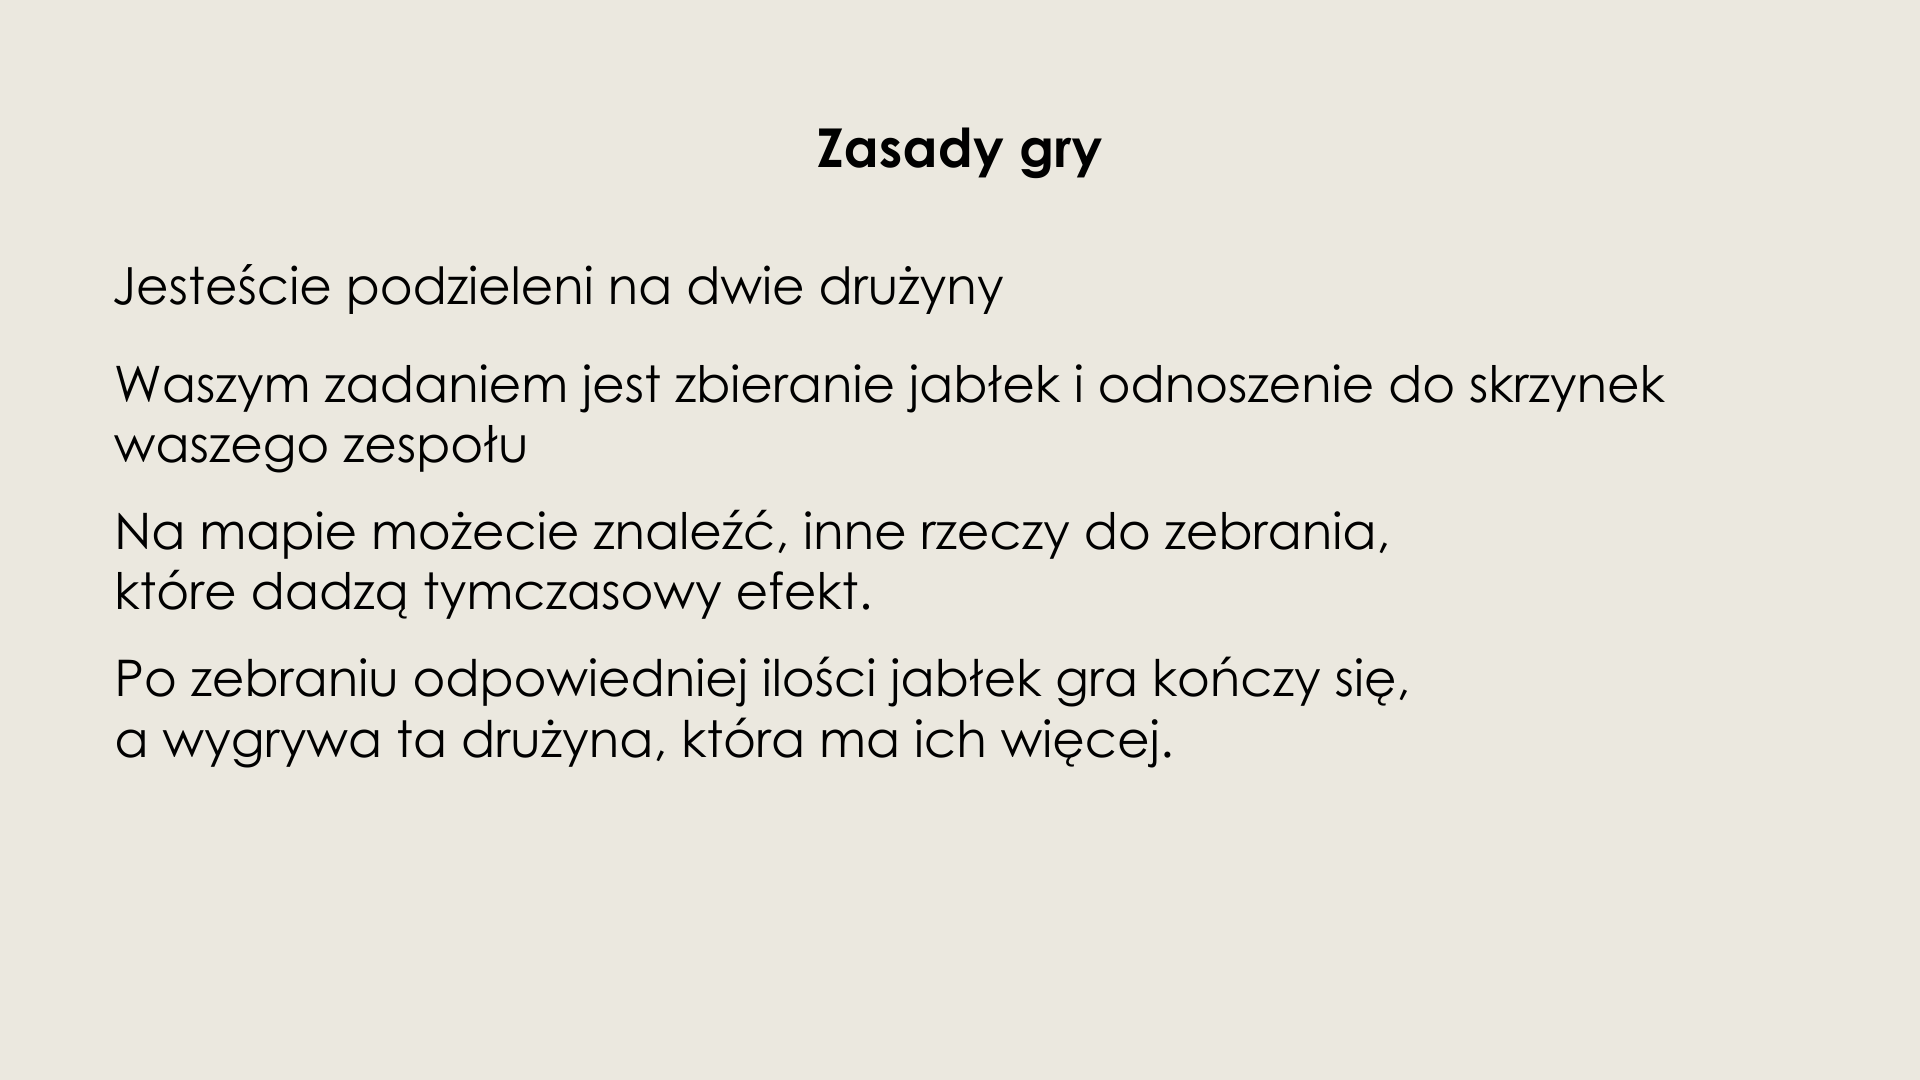 Zasady gry
Jesteście podzieleni na dwie drużyny
Waszym zadaniem jest zbieranie jabłek i odnoszenie do skrzynek
waszego zespołu
Na mapie możecie znaleźć, inne rzeczy do zebrania,
które dadzą tymczasowy efekt.
Po zebraniu odpowiedniej ilości jabłek gra kończy się,
a wygrywa ta drużyna, która ma ich więcej.